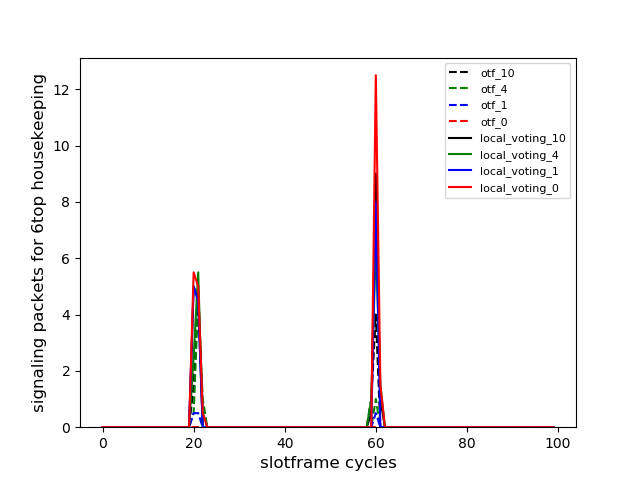 signaling packets for 6top housekeeping
12
10
8
6
4
2
0
0 20 40 60 80 100
slotframe cycles
otf_10
otf_4
otf_1
otf_0
local_voting_10
local_voting_4
local_voting_1
local_voting_0